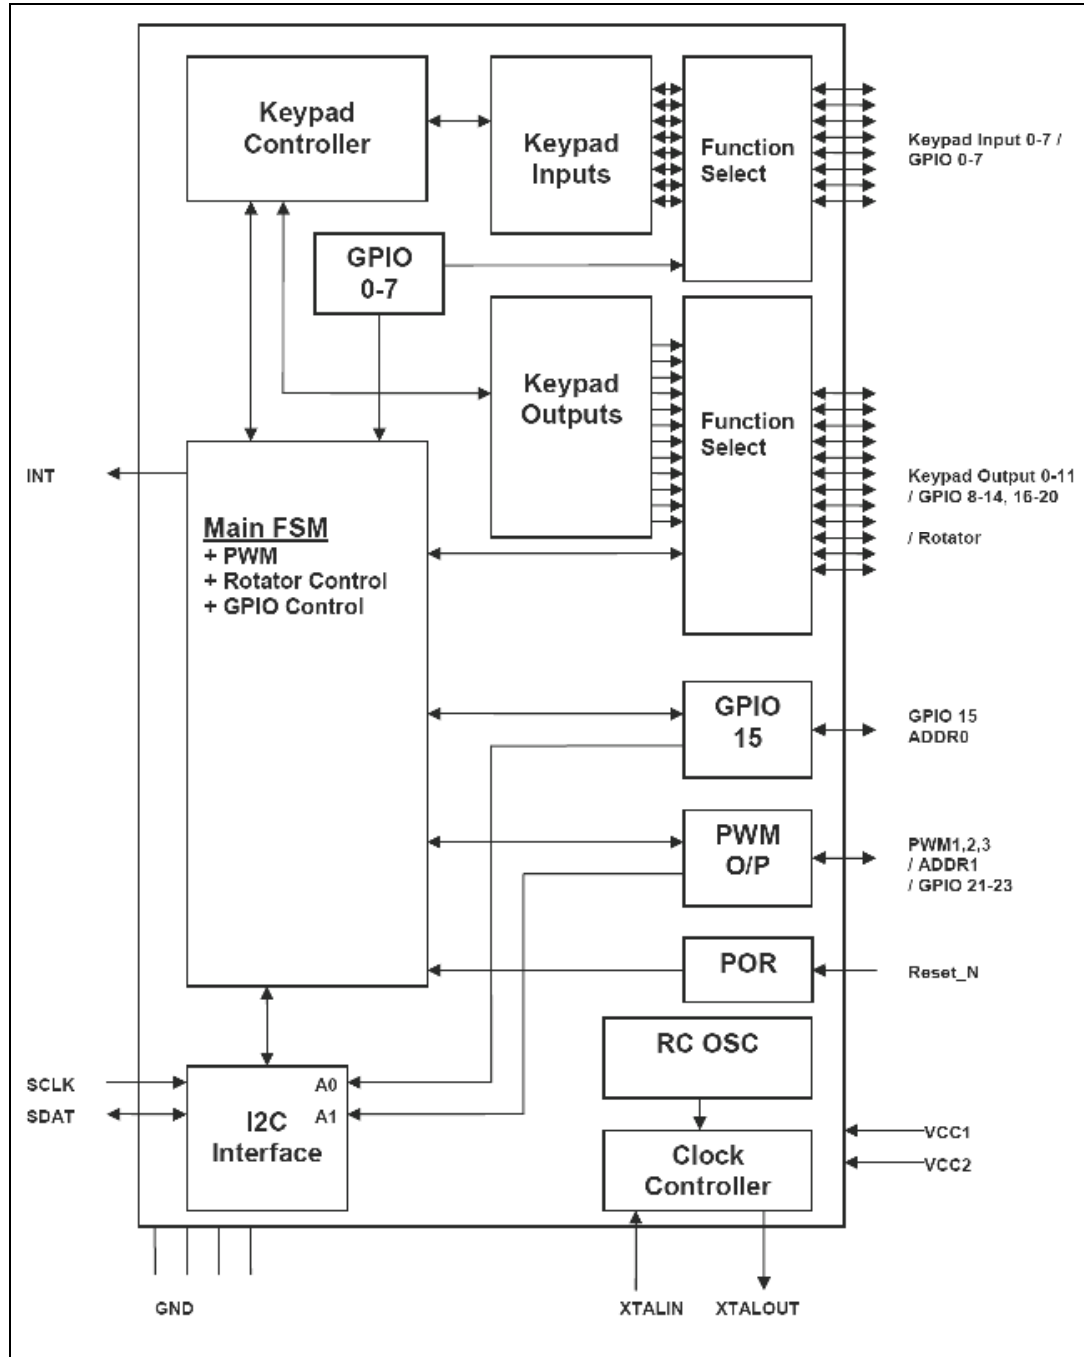 Keypad
Controller
Keypad
Inputs
Function
Select
Keypad Input 0-7 /
GPIO 0-7
GPIO
0-7
Keypad
Outputs
Function
Select
Keypad Output 0-11
/ GPIO 8-14, 16-20
/ Rotator
INT
Main FSM
+ PWM
+ Rotator Control
+ GPIO Control
GPIO
15
GPIO 15
ADDR0
PWM
O/P
PWM1,2,3
/ ADDR1
/ GPIO 21-23
POR
Reset_N
RC OSC
SCLK
SDAT
A0
A1
I2C
Interface
Clock
Controller
VCC1
VCC2
GND
XTALIN
XTALOUT